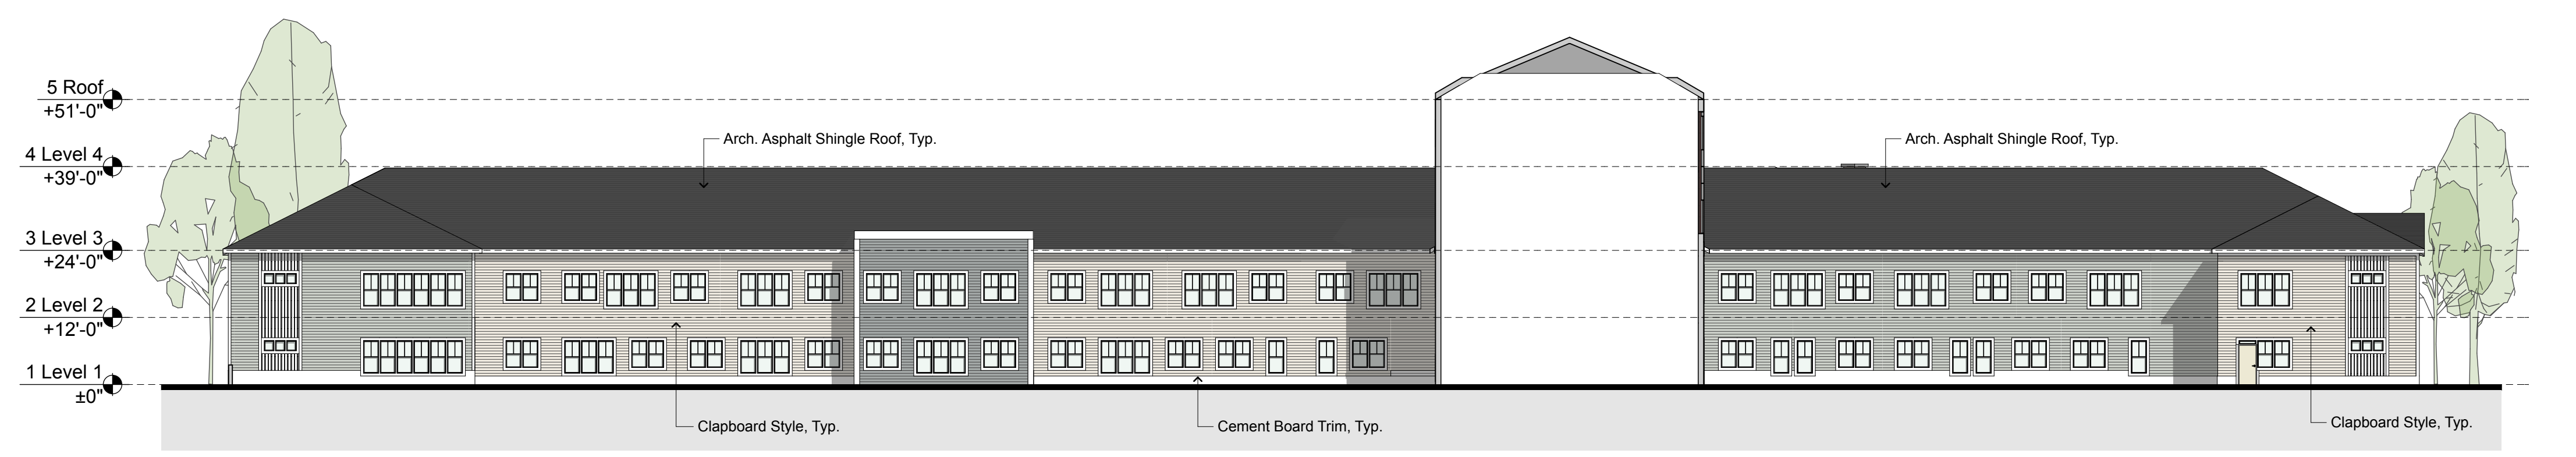 5 Roof
+51'-0"
Arch. Asphalt Shingle Roof, Typ.
Arch. Asphalt Shingle Roof, Typ.
4 Level 4
+39'-0"
3 Level 3
+24'-0"
2 Level 2
+12'-0"
1 Level 1
±0"
Clapboard Style, Typ.
Cement Board Trim, Typ.
Clapboard Style, Typ.